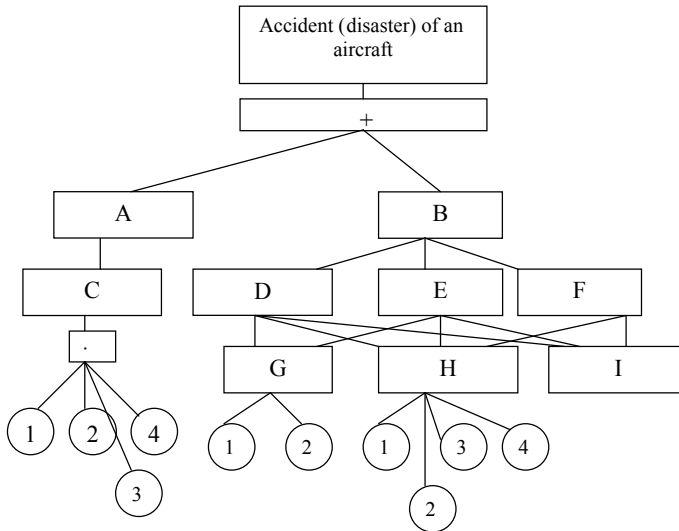 Accident (disaster) of an
aircraft
+
A B
C D E F
.
G H I
1 2 4 1 2 1 3 4
3 2